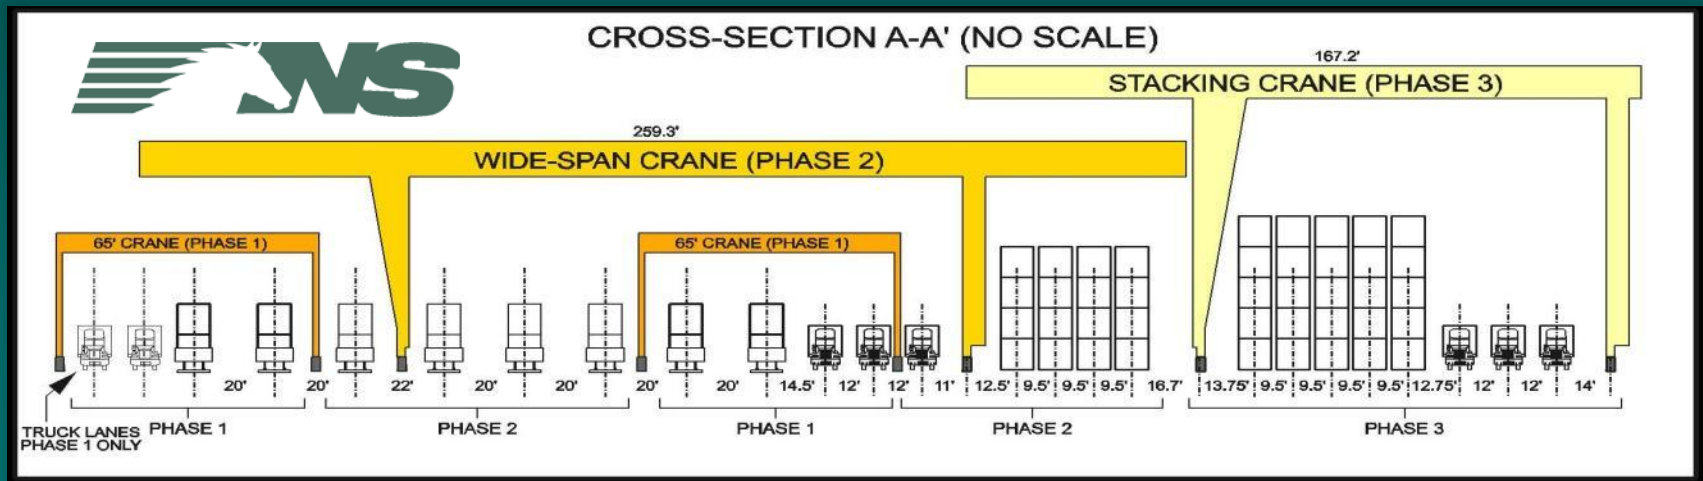 CROSS-SECTION A-A' (NO SCALE)
NS
167.2'
STACKING CRANE (PHASE 3)
259.3'
WIDE-SPAN CRANE (PHASE 2)
65' CRANE (PHASE 1)
65' CRANE (PHASE 1)
20' 20' 22' 20' 20' 20' 20' 14.5' 12' 12' 11' 12.5' 9.5' 9.5' 9.5' 16.7' 13.75' 9.5' 9.5' 9.5' 9.5' 12.75' 12' 12' 14'
TRUCK LANES
PHASE 1 ONLY
PHASE 1
PHASE 2
PHASE 1
PHASE 2
PHASE 3